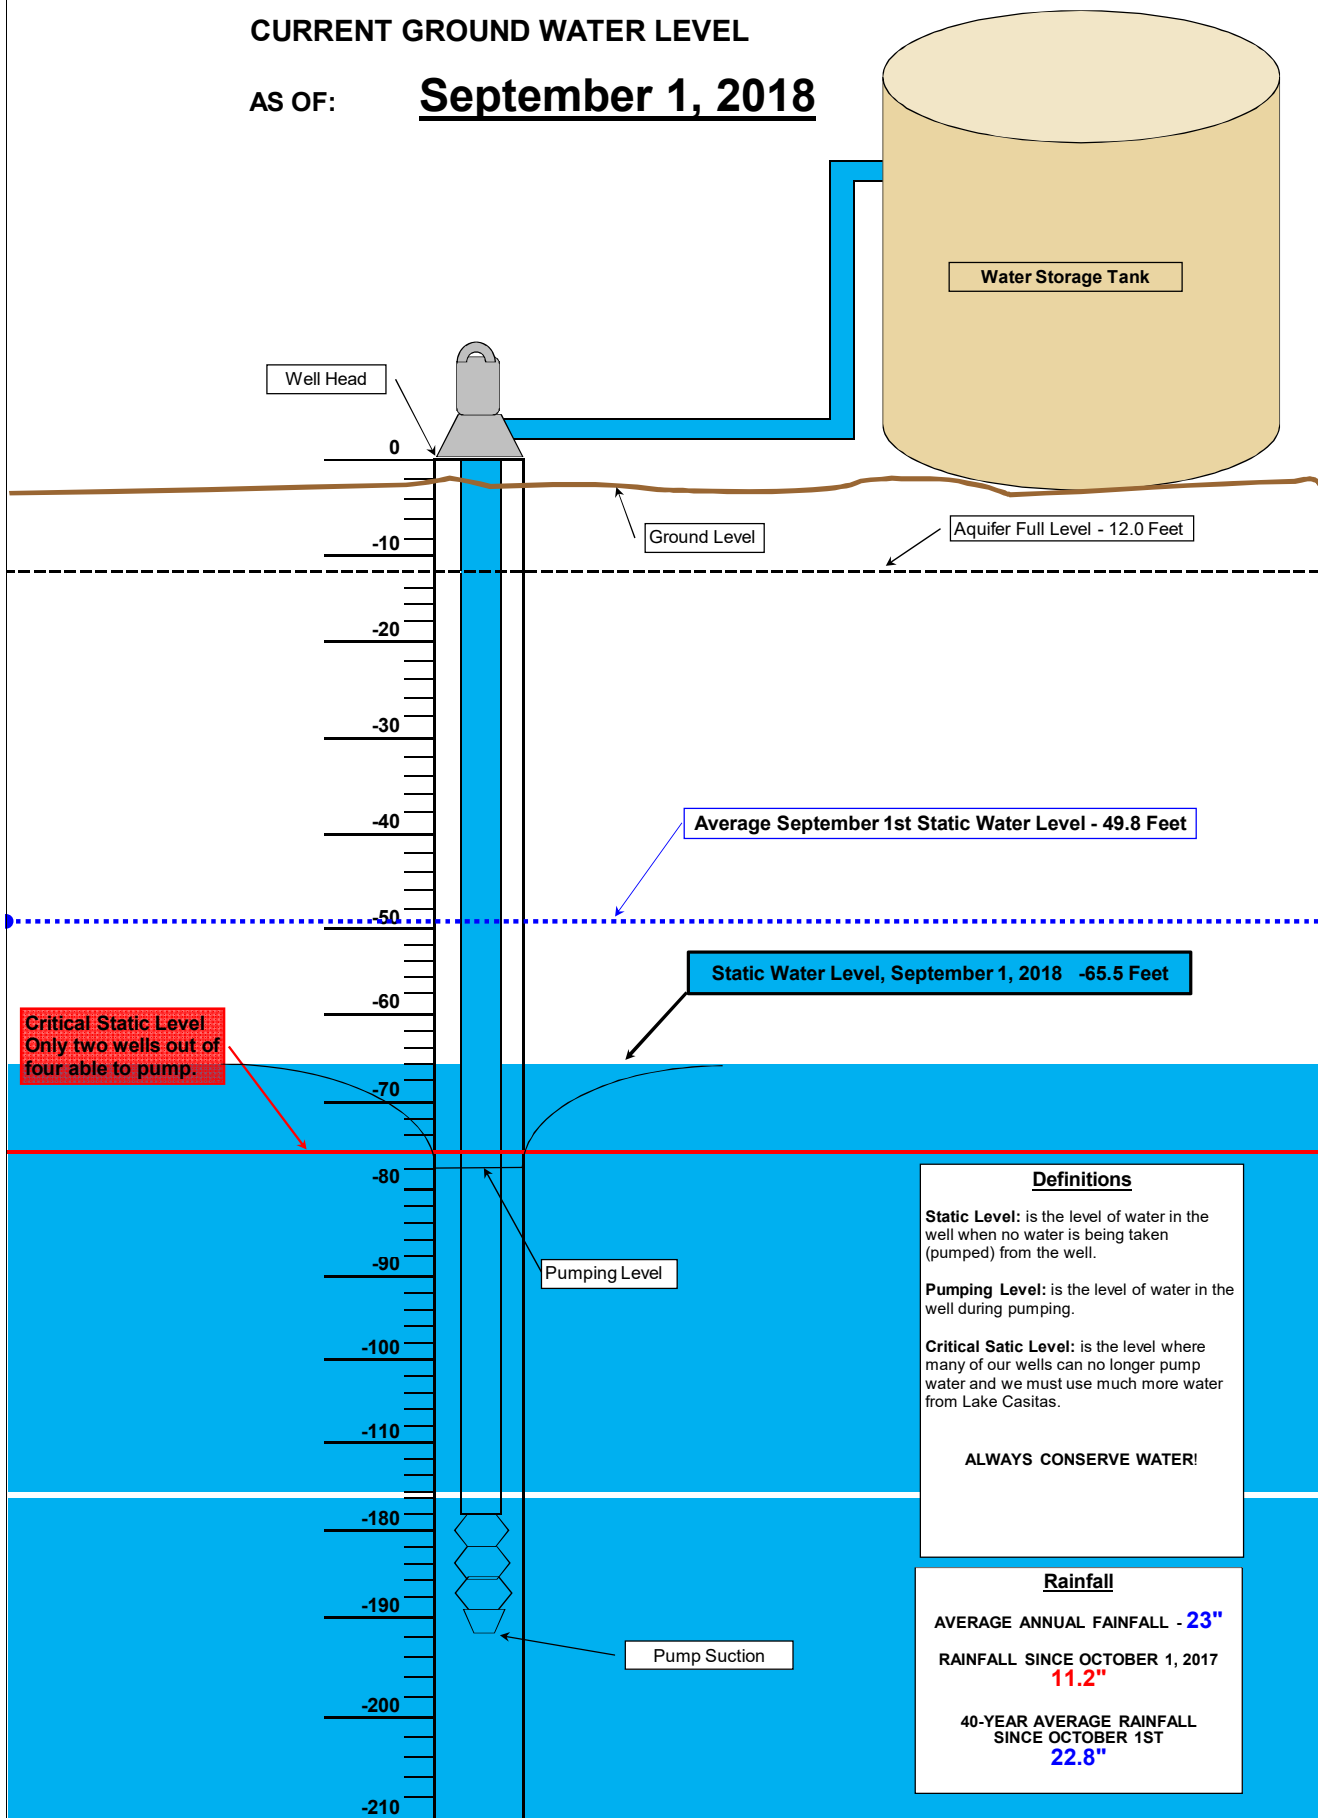 CURRENT GROUND WATER LEVEL
AS OF: September 1, 2018
Water Storage Tank
Well Head
0
Ground Level
Aquifer Full Level - 12.0 Feet
-10
-20
-30
-40
Average September 1st Static Water Level - 49.8 Feet
-50
Static Water Level, September 1, 2018 -65.5 Feet
-60
Critical Static Level
Only two wells out of
four able to pump.
-70
-80
-90
Pumping Level
-100
-110
-180
-190
Pump Suction
-200
-210
Definitions
Static Level: is the level of water in the
well when no water is being taken
(pumped) from the well.
Pumping Level: is the level of water in the
well during pumping.
Critical Satic Level: is the level where
many of our wells can no longer pump
water and we must use much more water
from Lake Casitas.
ALWAYS CONSERVE WATER!
Rainfall
AVERAGE ANNUAL FAINFALL - 23"
RAINFALL SINCE OCTOBER 1, 2017
11.2"
40-YEAR AVERAGE RAINFALL
SINCE OCTOBER 1ST
22.8"